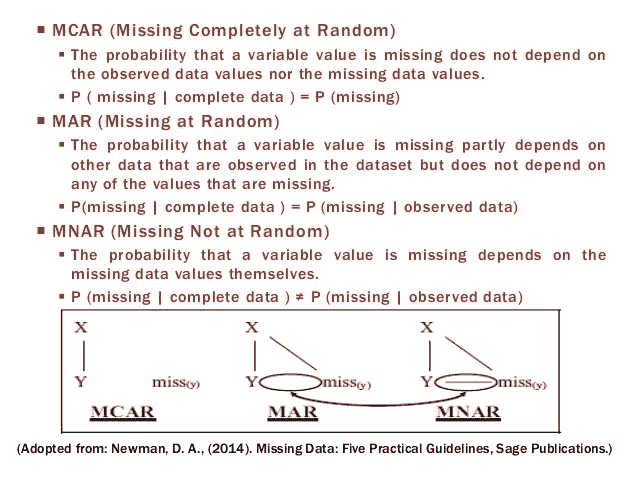 ▪ MCAR (Missing Completely at Random)
▪ The probability that a variable value is missing does not depend on
the observed data values nor the missing data values.
▪ P ( missing | complete data ) = P (missing)
▪ MAR (Missing at Random)
▪ The probability that a variable value is missing partly depends on
other data that are observed in the dataset but does not depend on
any of the values that are missing.
▪ P(missing | complete data ) = P (missing | observed data)
▪ MNAR (Missing Not at Random)
▪ The probability that a variable value is missing depends on the
missing data values themselves.
▪ P (missing | complete data ) ≠ P (missing | observed data)
X X X
Y miss(y) Y miss(y) Y miss(y)
MCAR MAR MNAR
(Adopted from: Newman, D. A., (2014). Missing Data: Five Practical Guidelines, Sage Publications.)